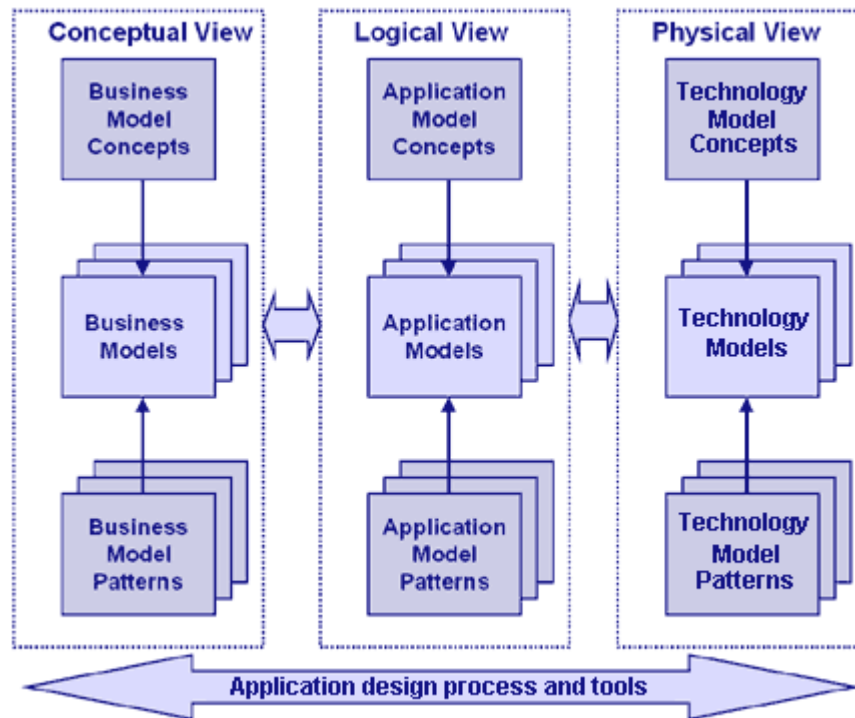 Conceptual View
Logical View
Physical View
Business
Model
Concepts
Application
Model
Concepts
Technology
Model
Concepts
Business
Models
Application
Models
Technology
Models
Business
Model
Patterns
Application
Model
Patterns
Technology
Model
Patterns
Application design process and tools